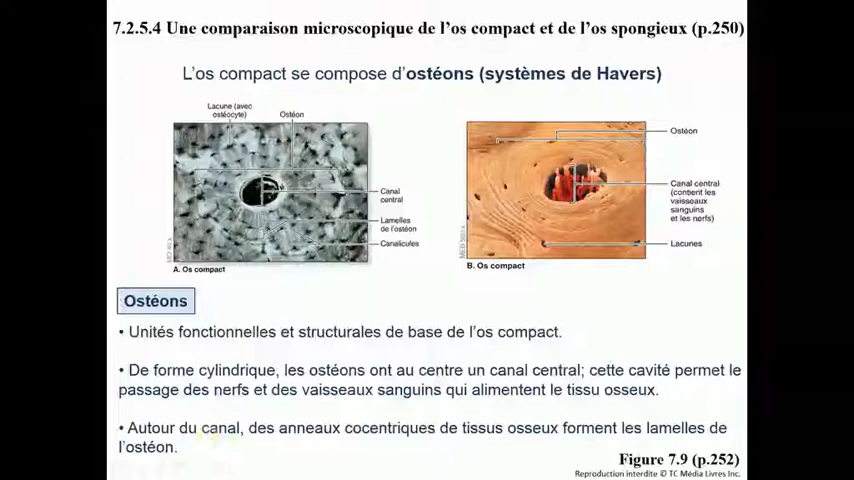 7.2.5.4 Une comparaison microscopique de l'os compact et de l'os spongieux (p.250)
L'os compact se compose d'ostéons (systèmes de Havers)
Lacune (avec
ostéocyte)
Ostéon
Canal
central
Lamelles
de l'ostéon
Canalicules
A. Os compact
Ostéon
Canal central
(contient les
vaisseaux
sanguins
et les nerfs)
Lacunes
B. Os compact
Ostéons
• Unités fonctionnelles et structurales de base de l'os compact.
• De forme cylindrique, les ostéons ont au centre un canal central; cette cavité permet le
passage des nerfs et des vaisseaux sanguins qui alimentent le tissu osseux.
• Autour du canal, des anneaux cocentriques de tissus osseux forment les lamelles de
l'ostéon.
Figure 7.9 (p.252)
Reproduction interdite © TC Média Livres Inc.